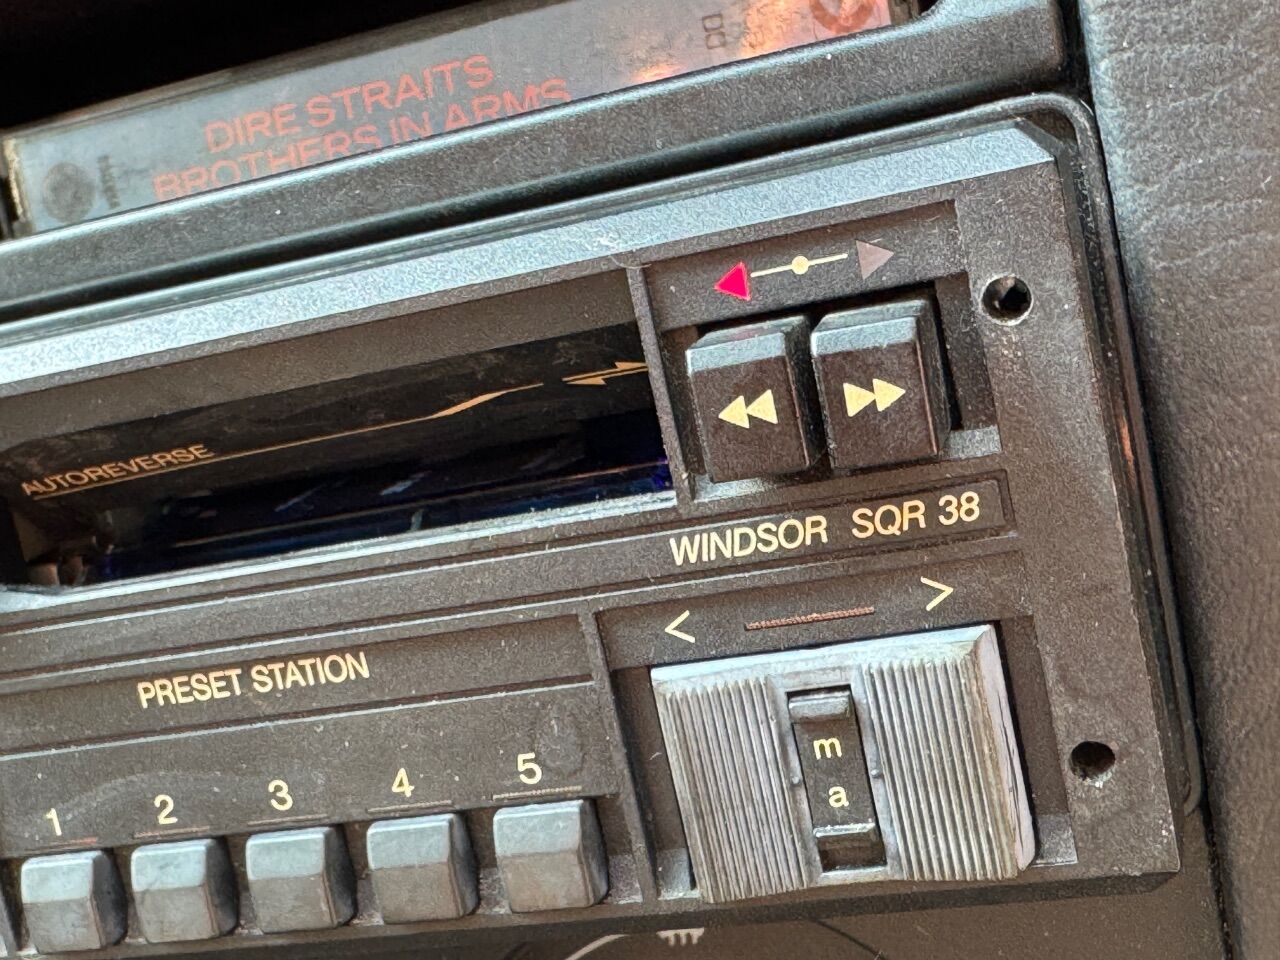 DIRE STRAITS
BROTHERS IN ARMS
AUTOREVERSE
WINDSOR SQR 38
< >
PRESET STATION
1 2 3 4 5
m
a